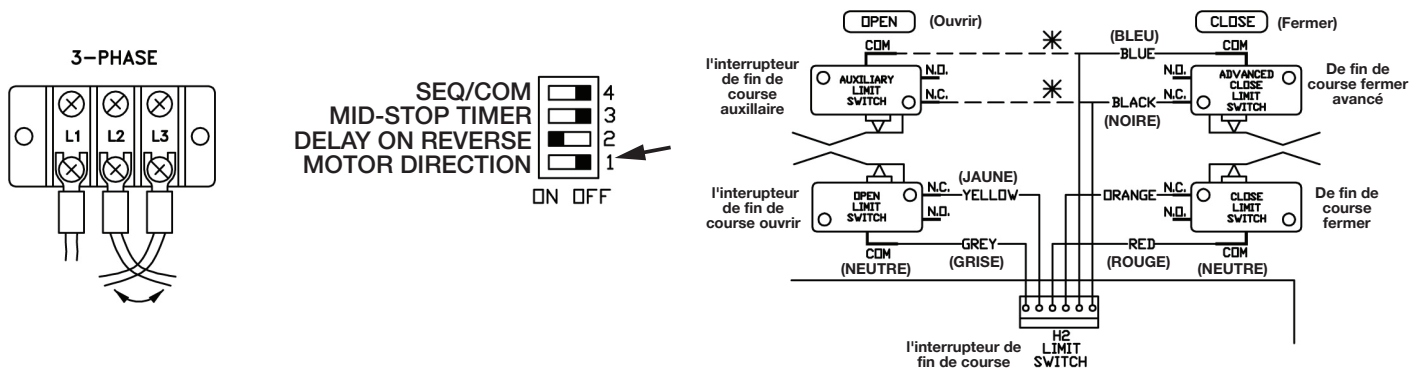 3-PHASE
L1 L2 L3
SEQ/COM 4
MID-STOP TIMER 3
DELAY ON REVERSE 2
MOTOR DIRECTION 1
ON OFF
OPEN (Ouvrir)
CLOSE (Fermer)
COM
(BLEU)
BLUE
COM
l'interrupteur
de fin de
course
auxillaire
AUXILIARY
LIMIT
SWITCH
N.O.
N.C.
BLACK
(NOIRE)
N.O.
N.C.
ADVANCED
CLOSE
LIMIT
SWITCH
De fin de
course fermer
avancé
l'interrupteur
de fin de
course ouvrir
OPEN
LIMIT
SWITCH
N.C.
N.O.
(JAUNE)
YELLOW
ORANGE
N.C.
N.O.
CLOSE
LIMIT
SWITCH
De fin de
course
fermer
COM
(NEUTRE)
GREY
(GRISE)
RED
(ROUGE)
COM
(NEUTRE)
l'interrupteur de
fin de course
H2
LIMIT
SWITCH